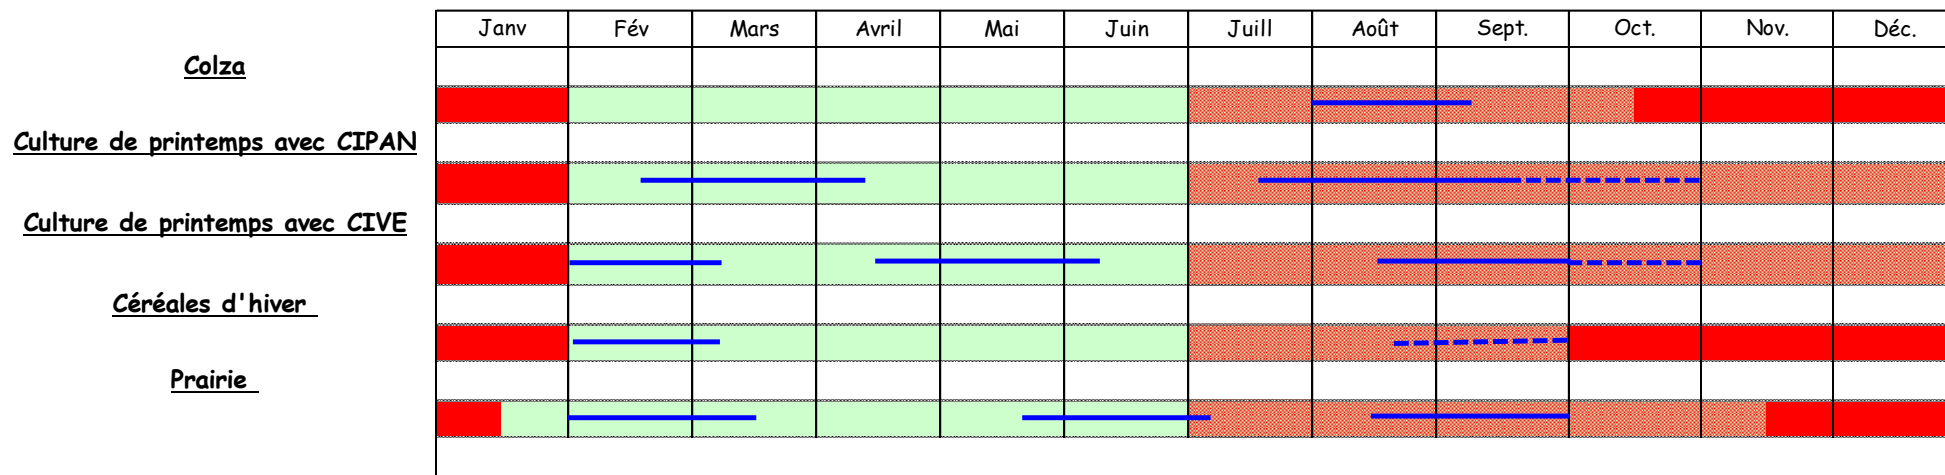 Janv Fév Mars Avril Mai Juin Juill Août Sept. Oct. Nov. Déc.
Colza
Culture de printemps avec CIPAN
Culture de printemps avec CIVE
Céréales d'hiver
Prairie